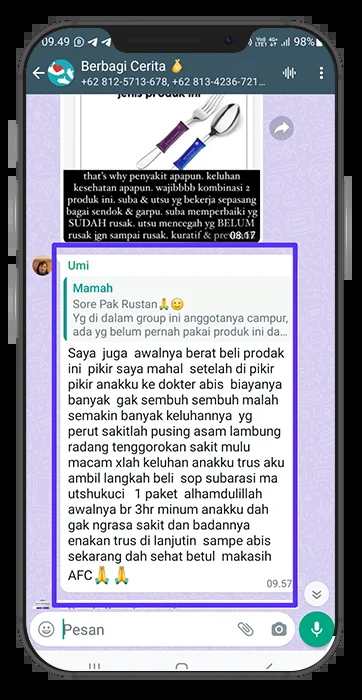 09.49
98%
Berbagi Cerita
+62 812-5713-678, +62 813-4236-721...
jenis produk ini
that's why penyakit apapun. keluhan
kesehatan apapun. wajibbbb kombinasi 2
produk ini. suba & utsu yg bekerja sepasang
bagai sendok & garpu. suba memperbaiki yg
SUDAH rusak. utsu mencegah yg BELUM
rusak jgn sampai rusak. kuratif &
08.17
Umi
Mamah
Sore Pak Rustan🙏😊
Yg di dalam group ini anggotanya campur,
ada yg belum pernah pakai produk ini da...
Saya juga awalnya berat beli prodak
ini pikir saya mahal setelah di pikir
pikir anakku ke dokter abis biayanya
banyak gak sembuh sembuh malah
semakin banyak keluhannya yg
perut sakitlah pusing asam lambung
radang tenggorokan sakit mulu
macam xlah keluhan anakku trus aku
ambil langkah beli sop subarasi ma
utshukuci 1 paket alhamdulillah
awalnya br 3hr minum anakku dah
gak ngrasa sakit dan badannya
enakan trus di lanjutin sampe abis
sekarang dah sehat betul makasih
AFC🙏🙏
09.57
Pesan